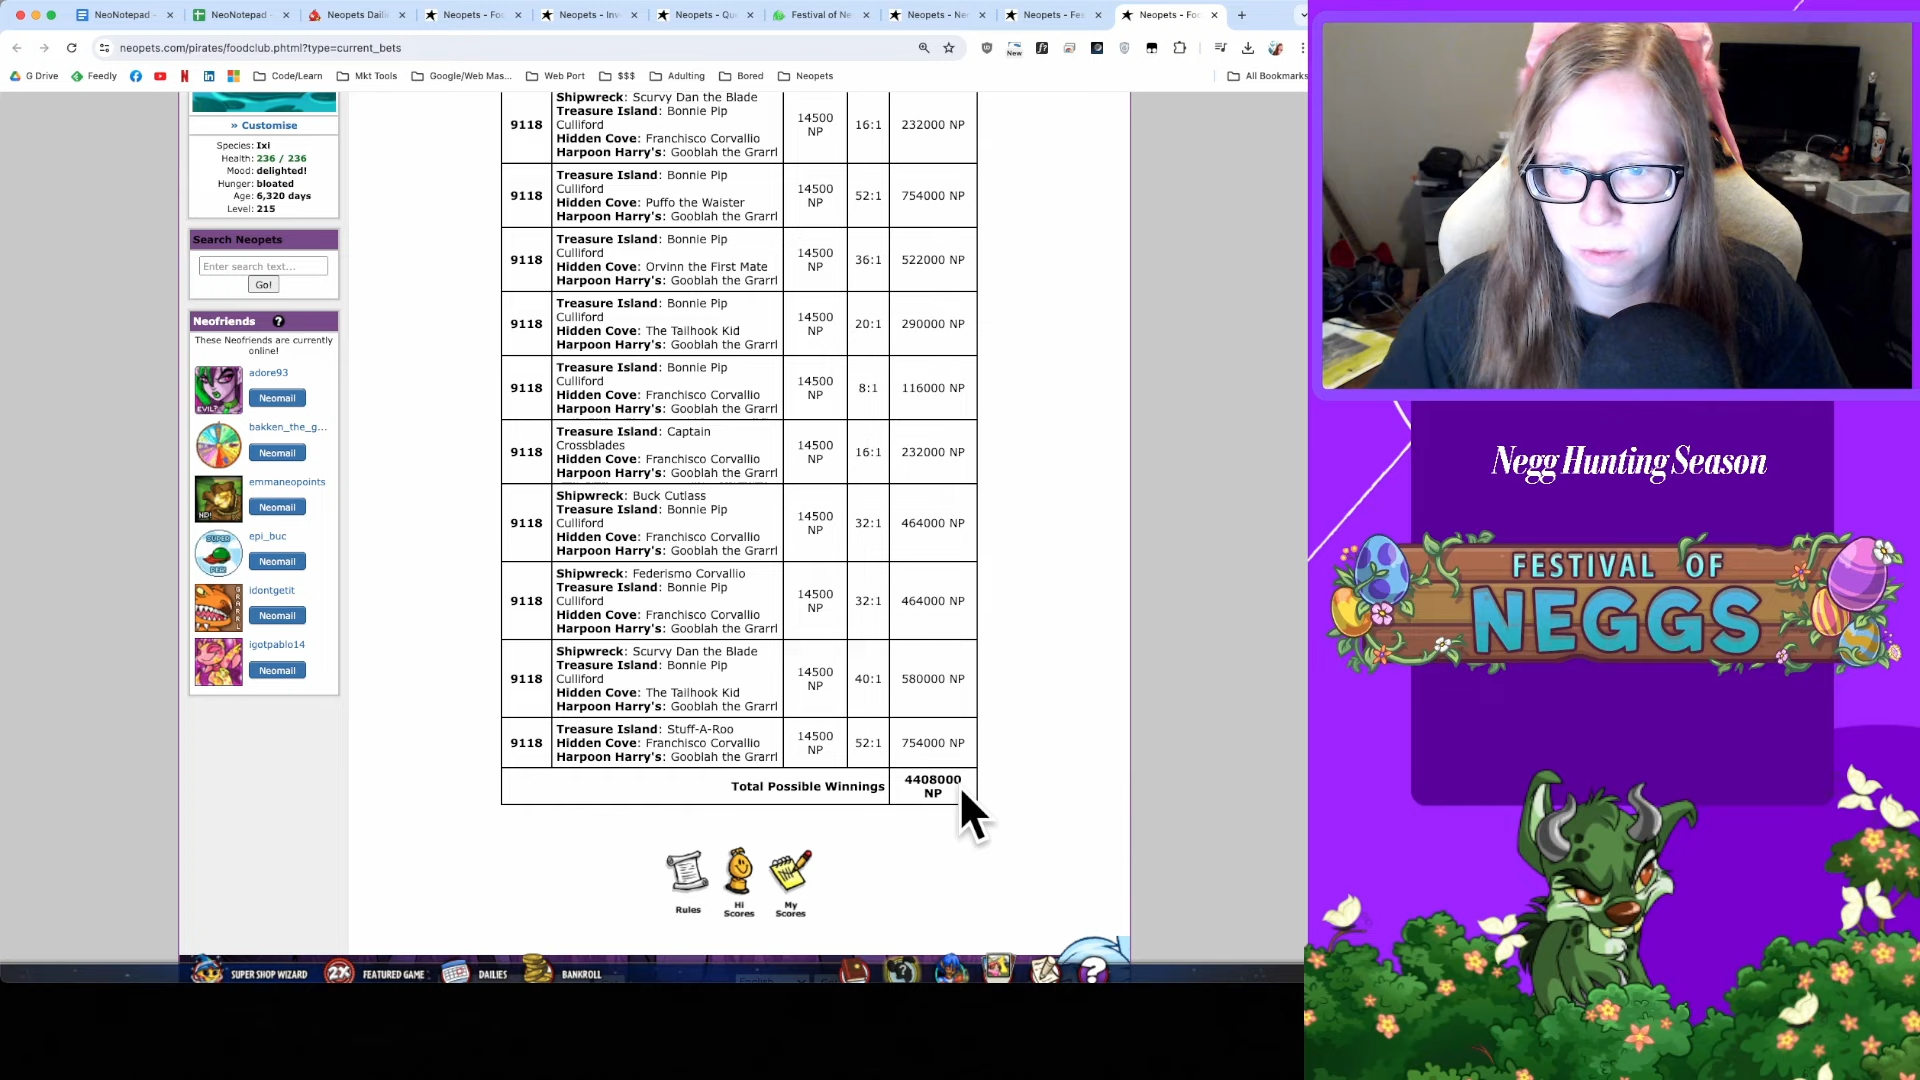 NeoNotepad -
NeoNotepad -
Neopets Daili
Neopets - Foo
Neopets - Inv
Neopets - Qu
Festival of Ne
Neopets - Ner
Neopets - Fes
Neopets - Foo
neopets.com/pirates/foodclub.phtml?type=current_bets
New
G Drive
Feedly
Code/Learn
Mkt Tools
Google/Web Mas...
Web Port
$$$
Adulting
Bored
Neopets
All Bookmarks
» Customise
Species: Ixi
Health: 236 / 236
Mood: delighted!
Hunger: bloated
Age: 6,320 days
Level: 215
Search Neopets
Enter search text...
Go!
Neofriends ?
These Neofriends are currently
online!
adore93
Neomail
bakken_the_g...
Neomail
emmaneopoints
Neomail
epi_buc
Neomail
idontgetit
Neomail
igotpablo14
Neomail
9118
Shipwreck: Scurvy Dan the Blade
Treasure Island: Bonnie Pip
Culliford
Hidden Cove: Franchisco Corvallio
Harpoon Harry's: Gooblah the Grarrl
14500
NP
16:1
232000 NP
9118
Treasure Island: Bonnie Pip
Culliford
Hidden Cove: Puffo the Waister
Harpoon Harry's: Gooblah the Grarrl
14500
NP
52:1
754000 NP
9118
Treasure Island: Bonnie Pip
Culliford
Hidden Cove: Orvinn the First Mate
Harpoon Harry's: Gooblah the Grarrl
14500
NP
36:1
522000 NP
9118
Treasure Island: Bonnie Pip
Culliford
Hidden Cove: The Tailhook Kid
Harpoon Harry's: Gooblah the Grarrl
14500
NP
20:1
290000 NP
9118
Treasure Island: Bonnie Pip
Culliford
Hidden Cove: Franchisco Corvallio
Harpoon Harry's: Gooblah the Grarrl
14500
NP
8:1
116000 NP
9118
Treasure Island: Captain
Crossblades
Hidden Cove: Franchisco Corvallio
Harpoon Harry's: Gooblah the Grarrl
14500
NP
16:1
232000 NP
9118
Shipwreck: Buck Cutlass
Treasure Island: Bonnie Pip
Culliford
Hidden Cove: Franchisco Corvallio
Harpoon Harry's: Gooblah the Grarrl
14500
NP
32:1
464000 NP
9118
Shipwreck: Federismo Corvallio
Treasure Island: Bonnie Pip
Culliford
Hidden Cove: Franchisco Corvallio
Harpoon Harry's: Gooblah the Grarrl
14500
NP
32:1
464000 NP
9118
Shipwreck: Scurvy Dan the Blade
Treasure Island: Bonnie Pip
Culliford
Hidden Cove: The Tailhook Kid
Harpoon Harry's: Gooblah the Grarrl
14500
NP
40:1
580000 NP
9118
Treasure Island: Stuff-A-Roo
Hidden Cove: Franchisco Corvallio
Harpoon Harry's: Gooblah the Grarrl
14500
NP
52:1
754000 NP
Total Possible Winnings
4408000
NP
Rules
Hi
Scores
My
Scores
SUPER SHOP WIZARD
2X
FEATURED GAME
DAILIES
BANKROLL
Negg Hunting Season
FESTIVAL OF
NEGGS